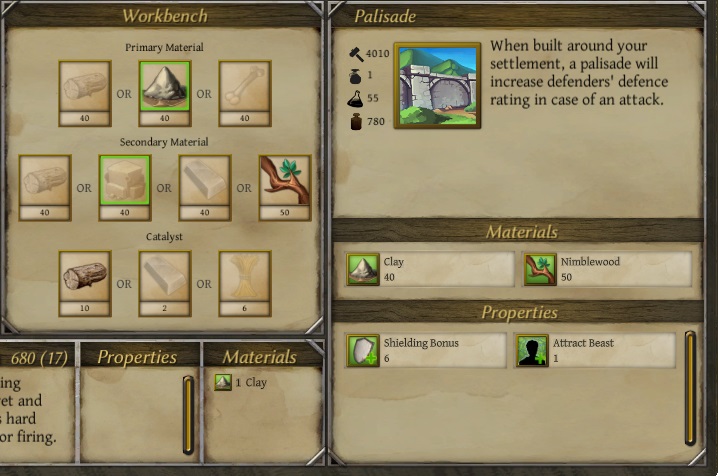 Workbench
Primary Material
40 OR 40 OR 40
Secondary Material
40 OR 40 OR 40 OR 50
Catalyst
10 OR 2 OR 6
680 (17)
ing
et and
s hard
or firing.
Properties
Materials
1 Clay
Palisade
4010
1
55
780
When built around your
settlement, a palisade will
increase defenders' defence
rating in case of an attack.
Materials
Clay
40
Nimblewood
50
Properties
Shielding Bonus
6
Attract Beast
1